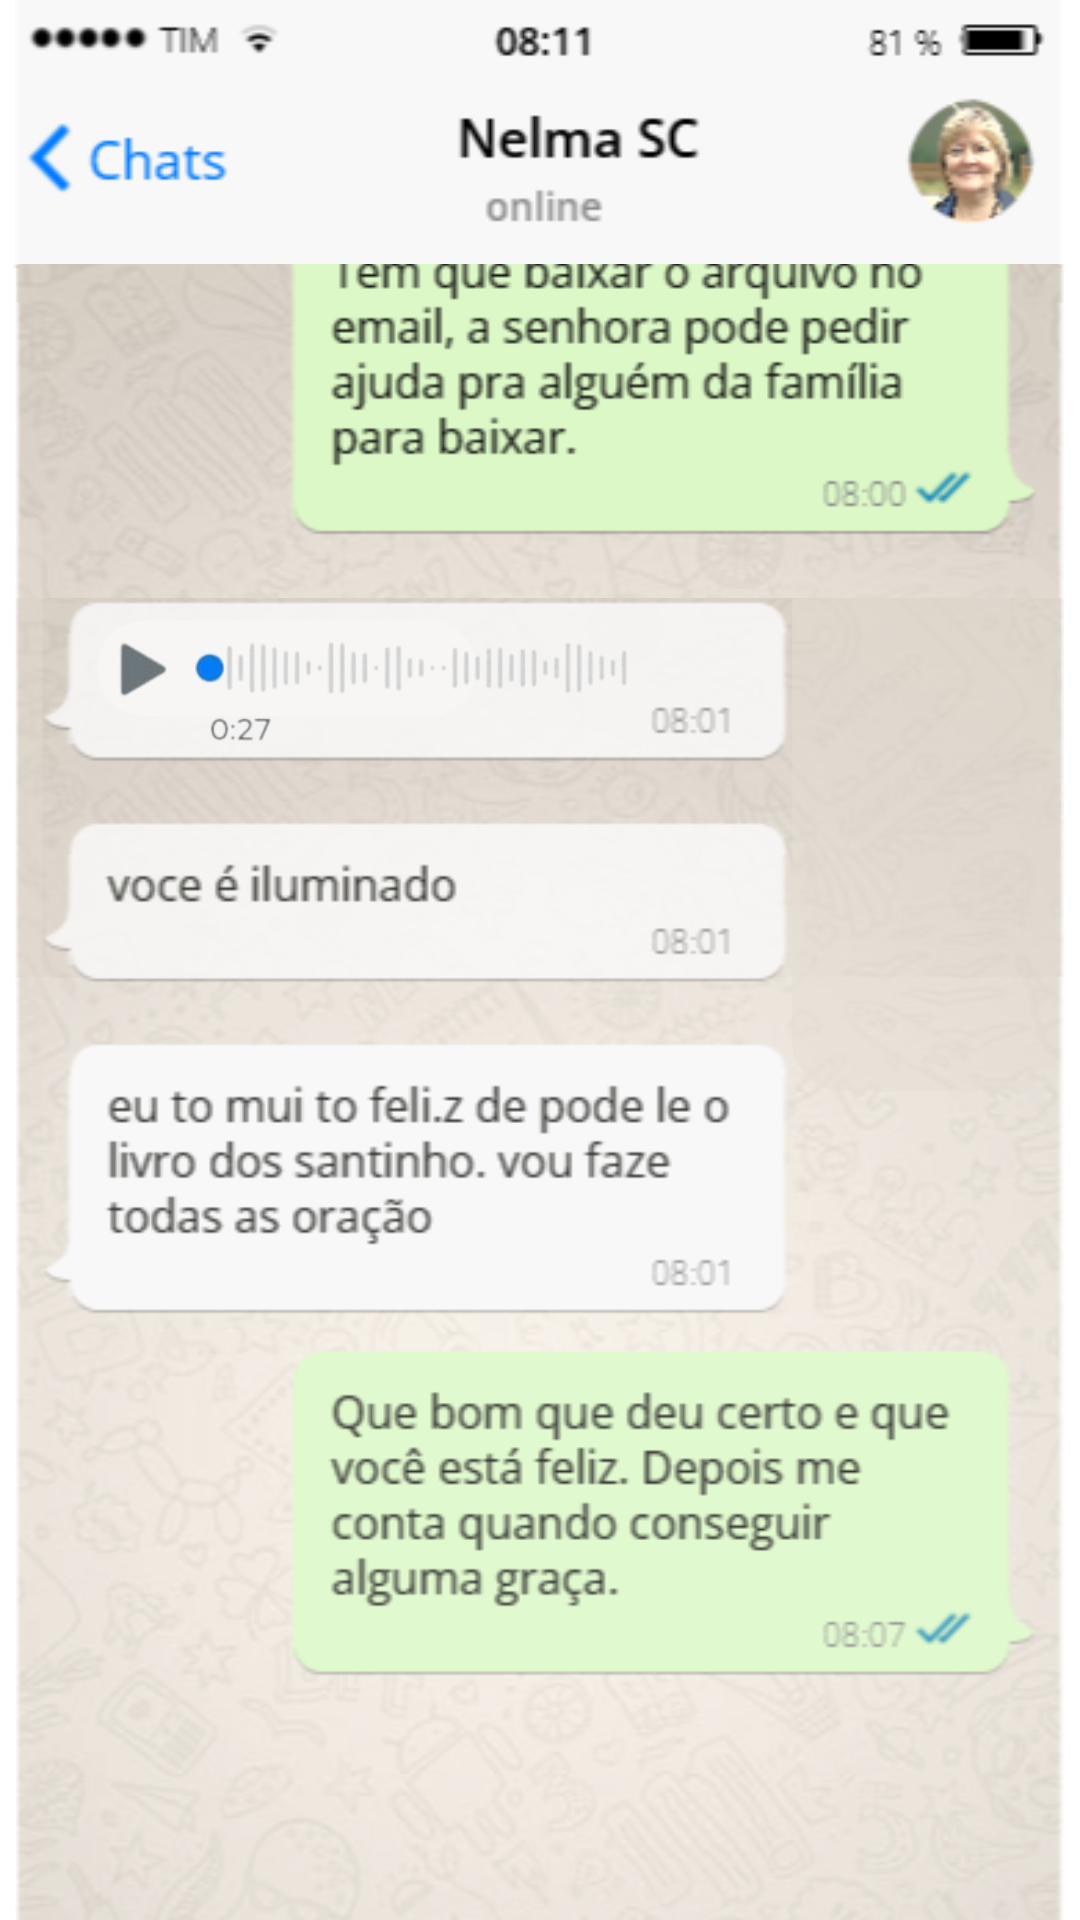 TIM 08:11 81 %
Chats Nelma SC
online
Tem que baixar o arquivo no
email, a senhora pode pedir
ajuda pra alguém da família
para baixar.
08:00
0:27 08:01
voce é iluminado
08:01
eu to mui to feli.z de pode le o
livro dos santinho. vou faze
todas as oração
08:01
Que bom que deu certo e que
você está feliz. Depois me
conta quando conseguir
alguma graça.
08:07